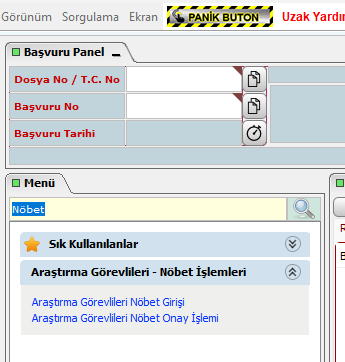 Görünüm Sorgulama Ekran PANİK BUTON Uzak Yardı
Başvuru Panel
Dosya No / T.C. No
Başvuru No
Başvuru Tarihi
Menü
Nöbet
Sık Kullanılanlar
Araştırma Görevlileri - Nöbet İşlemleri
Araştırma Görevlileri Nöbet Girişi
Araştırma Görevlileri Nöbet Onay İşlemi